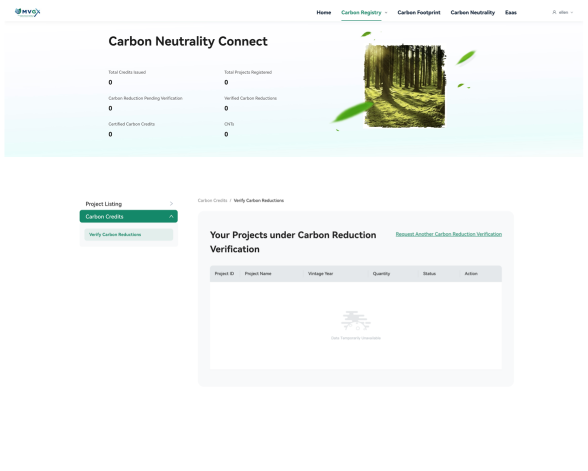 MVGX
Home
Carbon Registry
Carbon Footprint
Carbon Neutrality
Eaas
allen
Carbon Neutrality Connect
Total Credits Issued
0
Total Projects Registered
0
Carbon Reduction Pending Verification
0
Verified Carbon Reductions
0
Certified Carbon Credits
0
CNTs
0
Project Listing
Carbon Credits
Verify Carbon Reductions
Carbon Credits / Verify Carbon Reductions
Your Projects under Carbon Reduction
Verification
Request Another Carbon Reduction Verification
Project ID
Project Name
Vintage Year
Quantity
Status
Action
Data Temporarily Unavailable